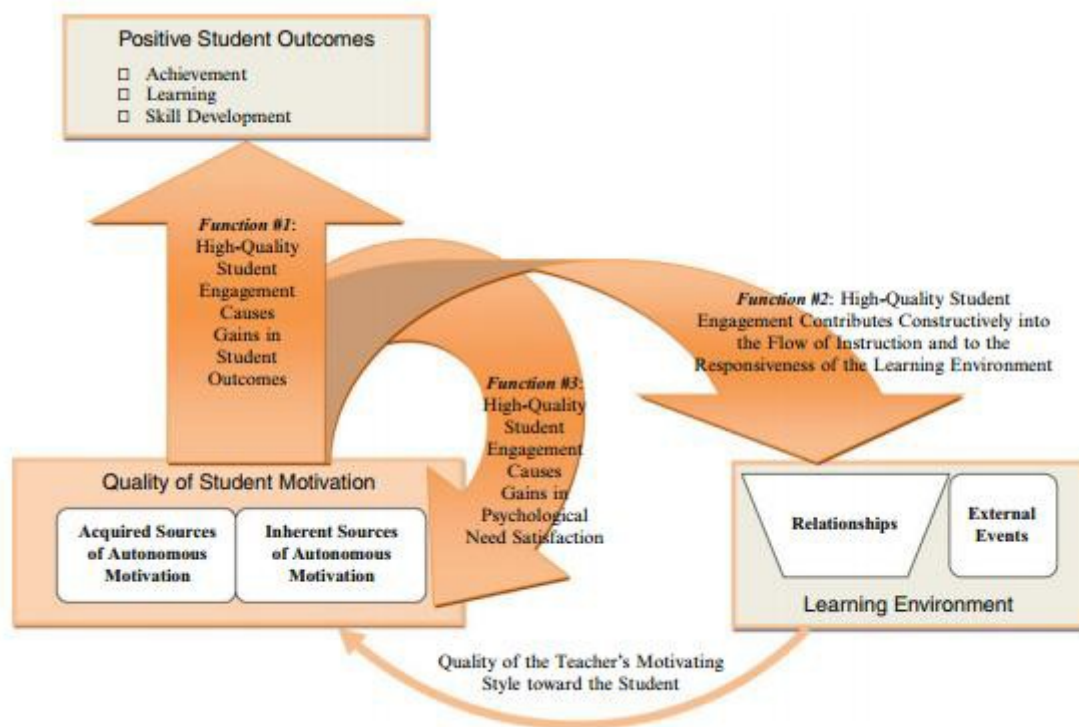 Positive Student Outcomes
□ Achievement
□ Learning
□ Skill Development
Function #1:
High-Quality
Student
Engagement
Causes
Gains in
Student
Outcomes
Function #2: High-Quality Student
Engagement Contributes Constructively into
the Flow of Instruction and to the
Responsiveness of the Learning Environment
Function #3:
High-Quality
Student
Engagement
Causes
Gains in
Psychological
Need Satisfaction
Quality of Student Motivation
Acquired Sources
of Autonomous
Motivation
Inherent Sources
of Autonomous
Motivation
Relationships
External
Events
Learning Environment
Quality of the Teacher's Motivating
Style toward the Student